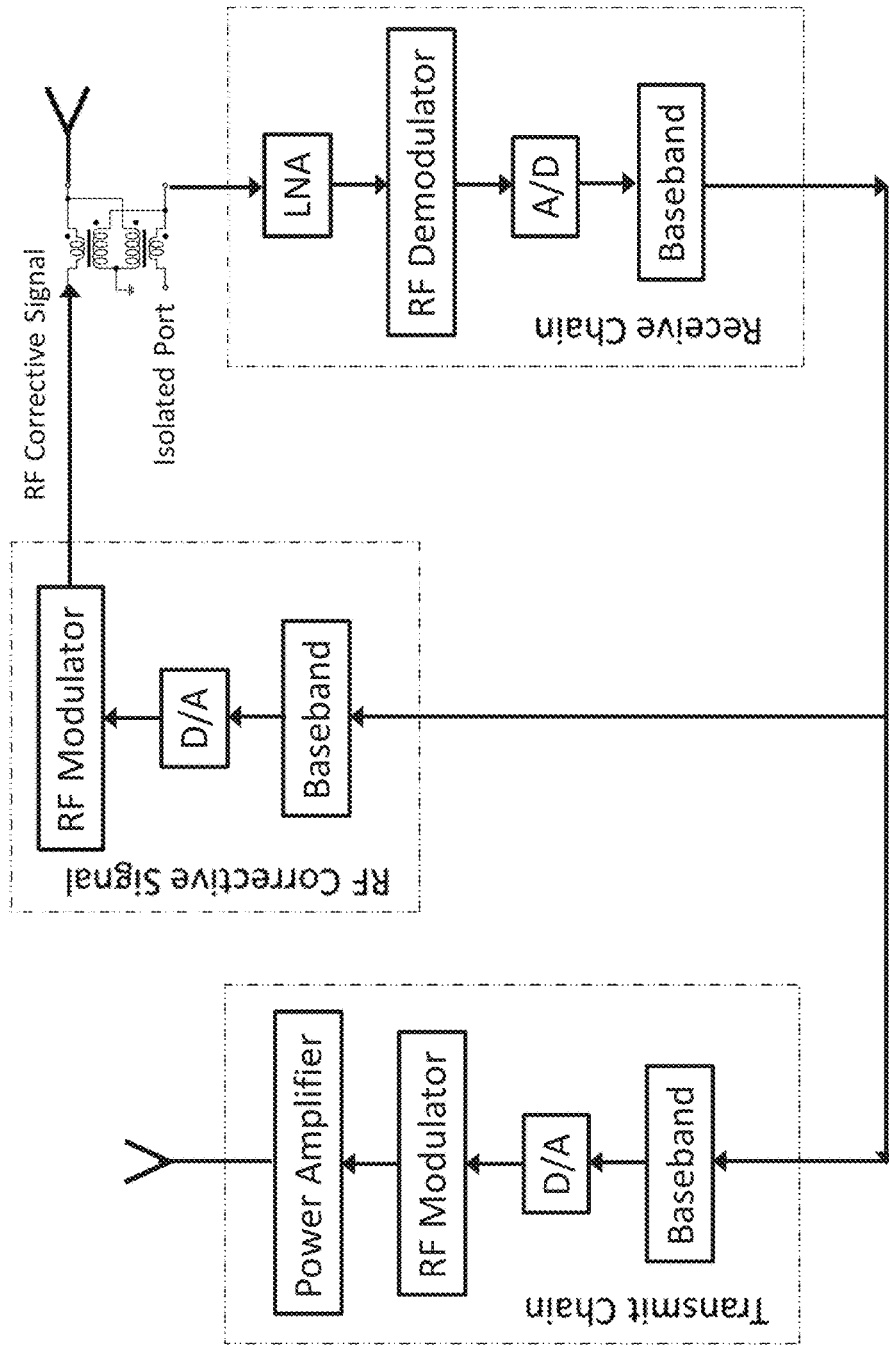 Transmit Chain
Power Amplifier
RF Modulator
D/A
Baseband
RF Corrective Signal
RF Modulator
D/A
Baseband
RF Corrective Signal
Isolated Port
Receive Chain
LNA
RF Demodulator
A/D
Baseband